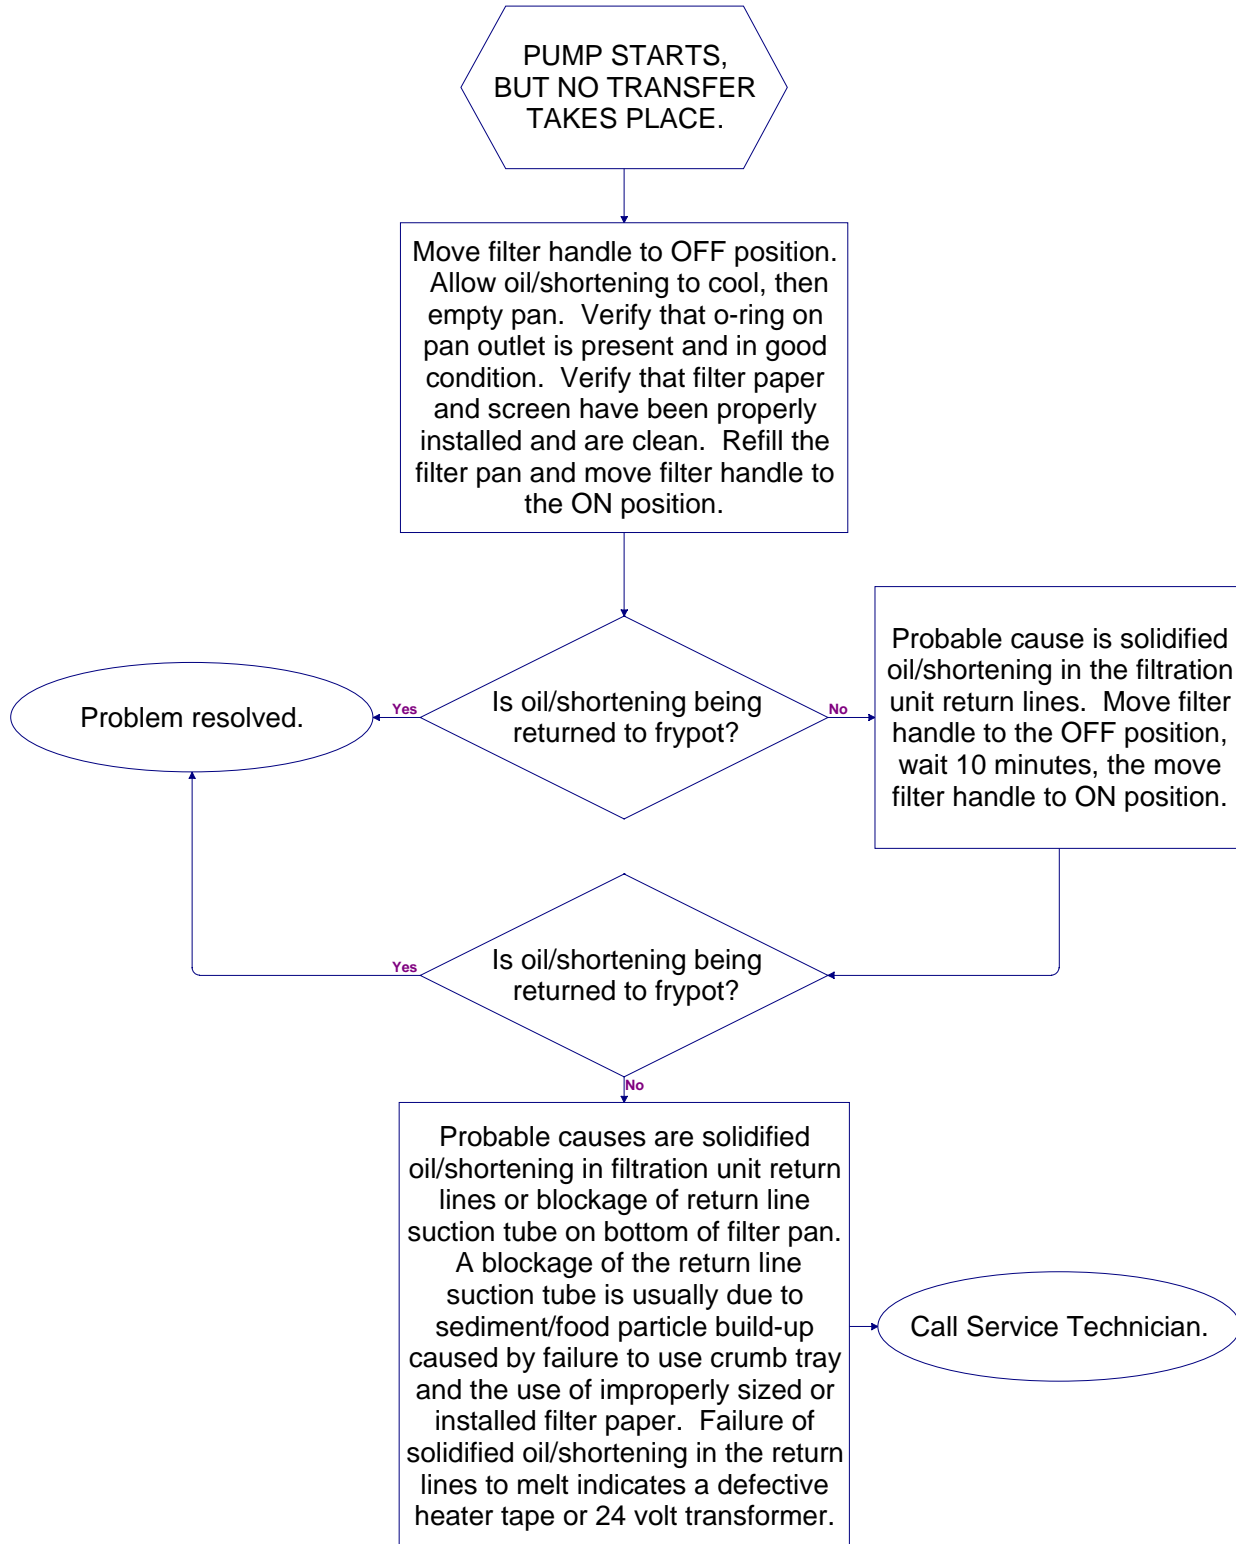 PUMP STARTS,
BUT NO TRANSFER
TAKES PLACE.
Move filter handle to OFF position.
Allow oil/shortening to cool, then
empty pan.  Verify that o-ring on
pan outlet is present and in good
condition.  Verify that filter paper
and screen have been properly
installed and are clean.  Refill the
filter pan and move filter handle to
the ON position.
Is oil/shortening being
returned to frypot?
Yes
Problem resolved.
No
Probable cause is solidified
oil/shortening in the filtration
unit return lines.  Move filter
handle to the OFF position,
wait 10 minutes, the move
filter handle to ON position.
Is oil/shortening being
returned to frypot?
Yes
No
Probable causes are solidified
oil/shortening in filtration unit return
lines or blockage of return line
suction tube on bottom of filter pan.
A blockage of the return line
suction tube is usually due to
sediment/food particle build-up
caused by failure to use crumb tray
and the use of improperly sized or
installed filter paper.  Failure of
solidified oil/shortening in the return
lines to melt indicates a defective
heater tape or 24 volt transformer.
Call Service Technician.